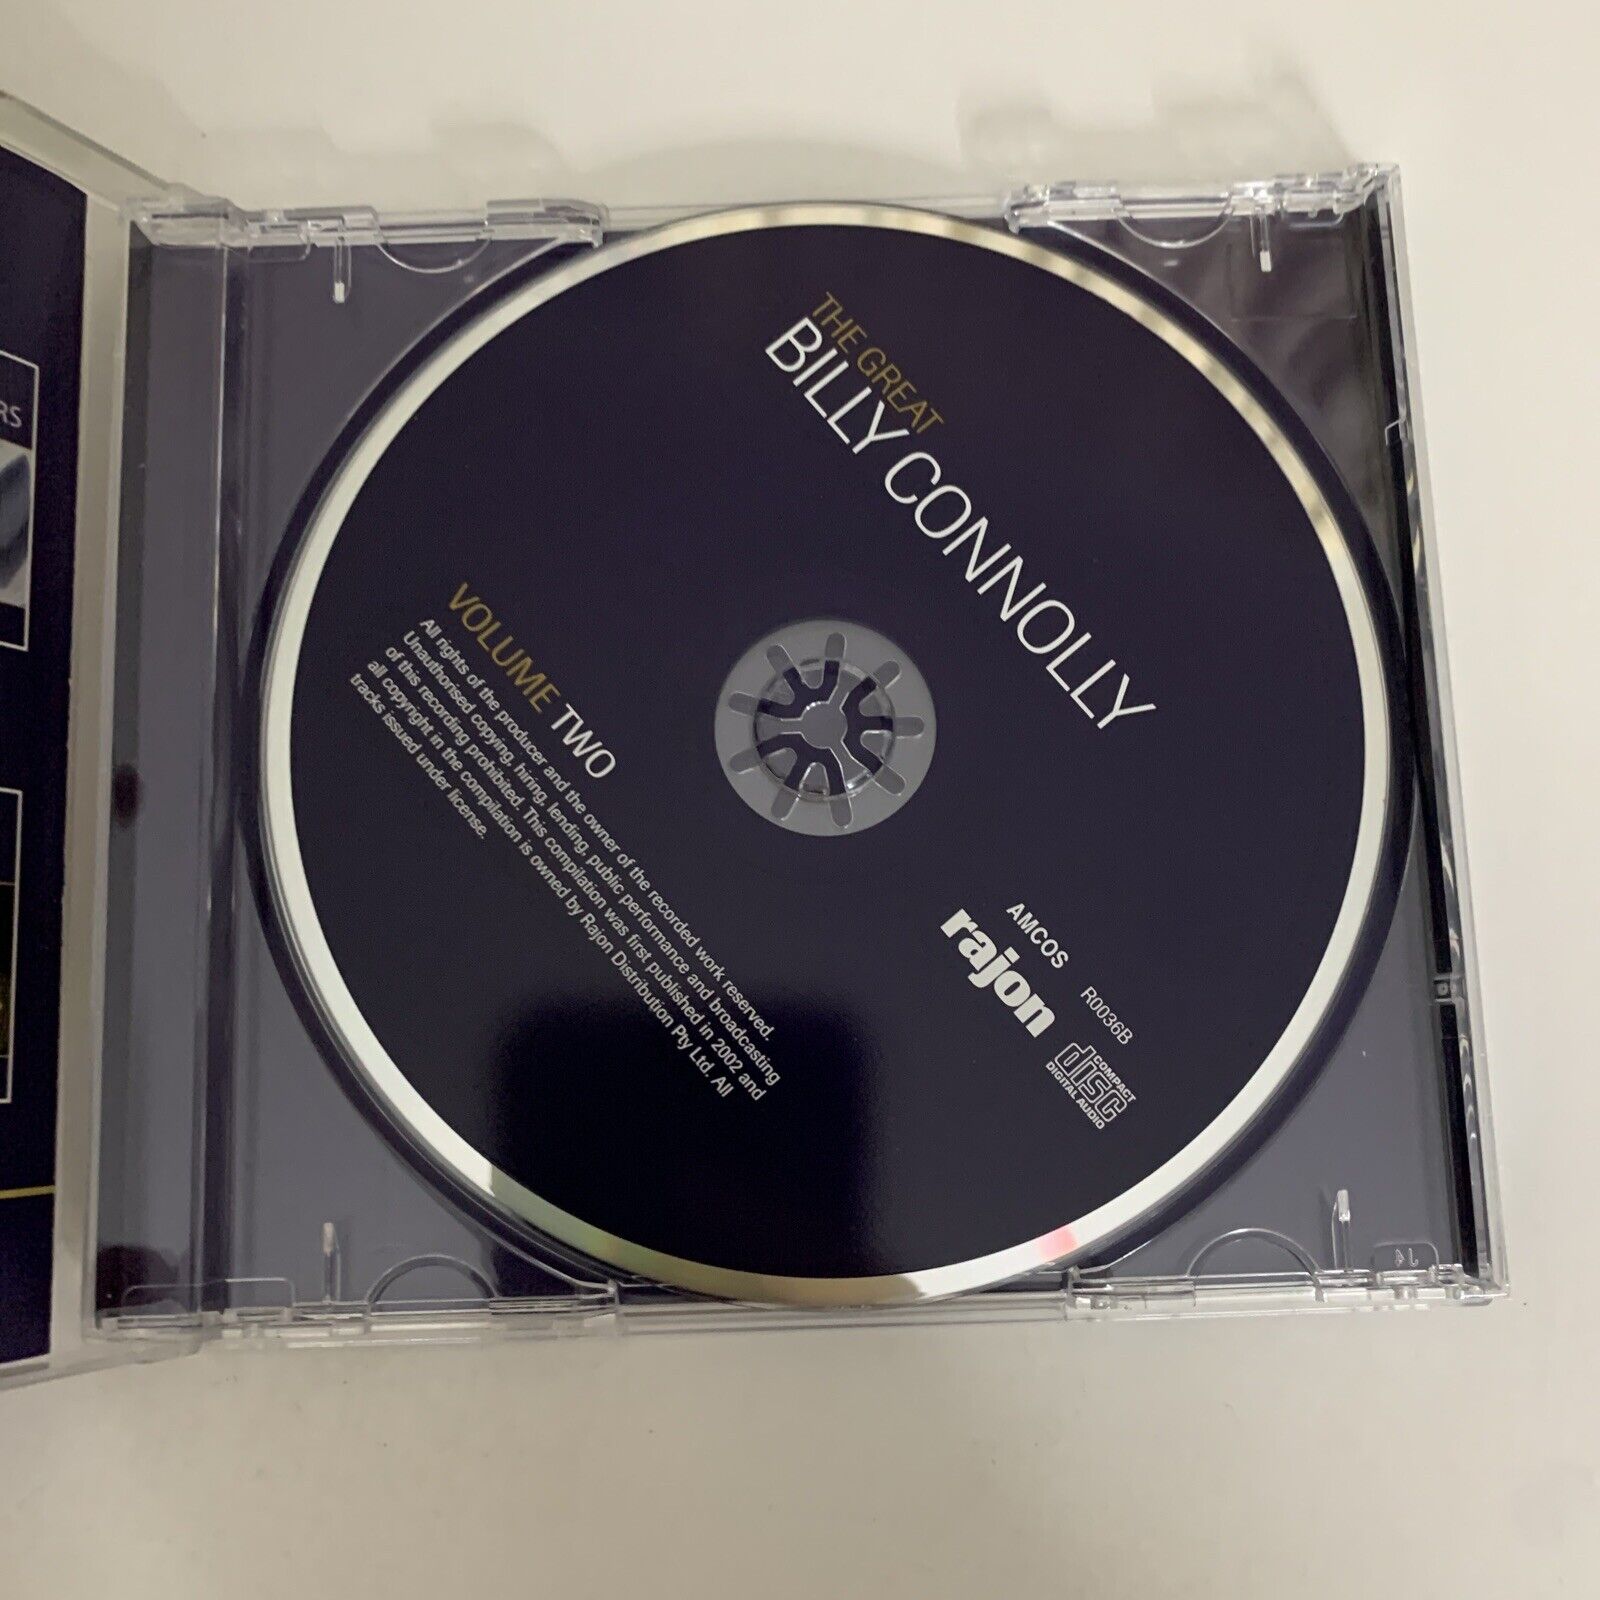 THE GREAT
BILLY CONNOLLY
VOLUME TWO
All rights of the producer and the owner of the recorded work reserved.
Unauthorised copying, hiring, lending, public performance and broadcasting
of this recording prohibited. This compilation was first published in 2002 and
all copyright in the compilation is owned by Rajon Distribution Pty Ltd. All
tracks issued under license.
AMCOS
rajon
R0036B
COMPACT
disc
DIGITAL AUDIO
RS
J4